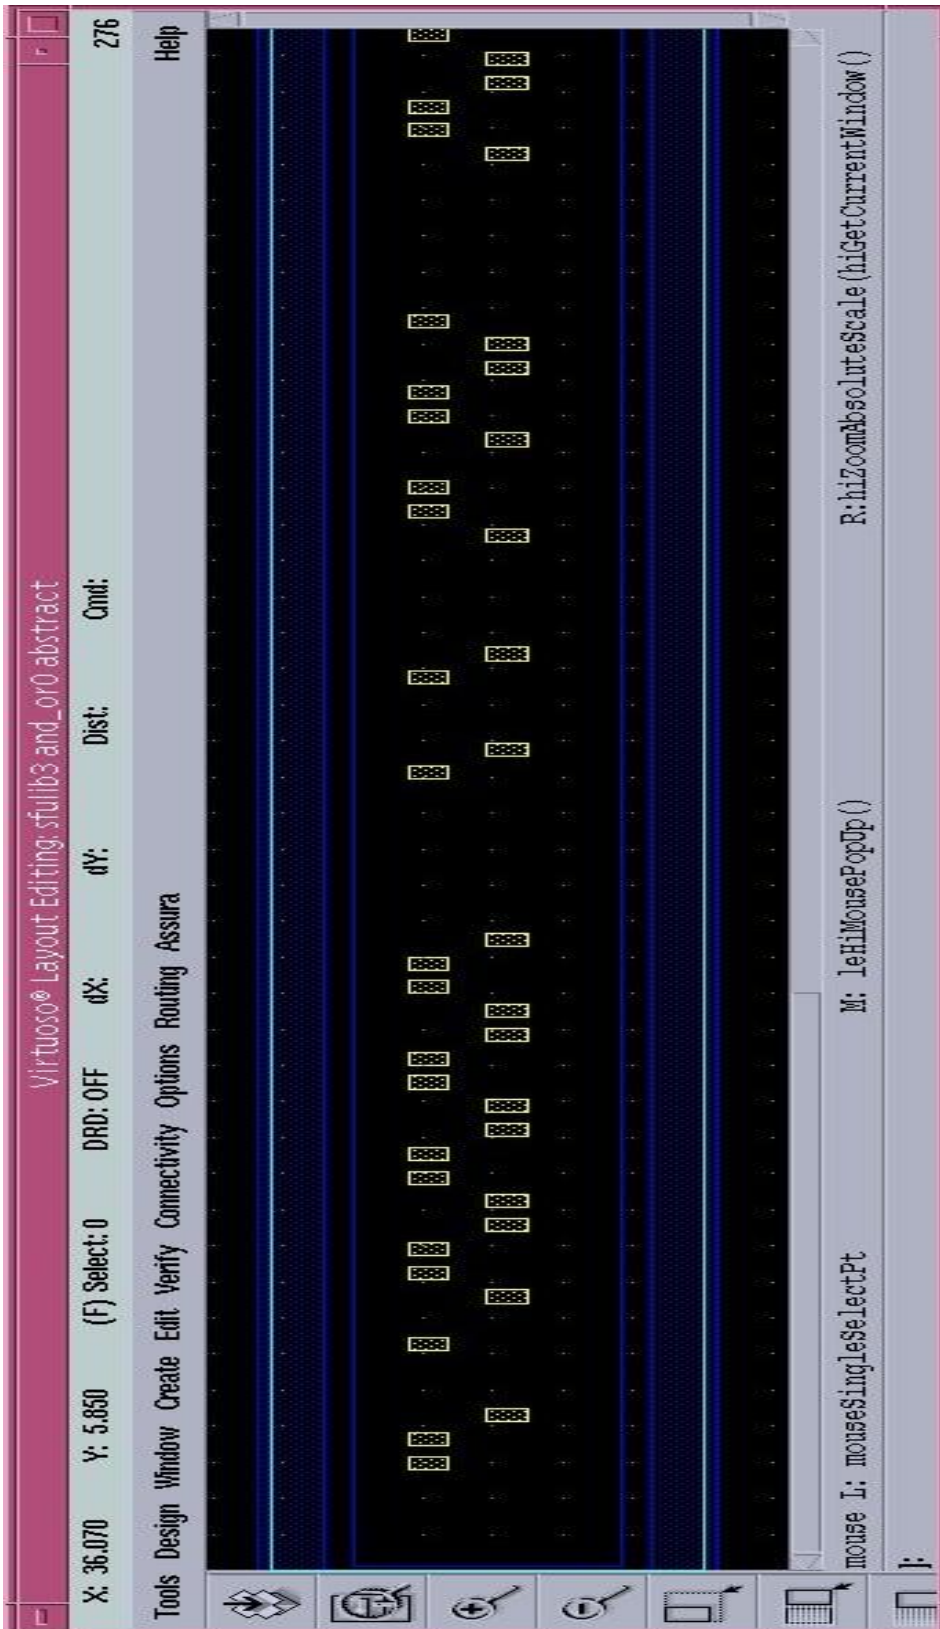 Virtuoso® Layout Editing: sfulib3 and_or0 abstract
X: 36.070 Y: 5.850 (F) Select: 0 DRD: OFF dX: dY: Dist: Cmd: 276
Tools Design Window Create Edit Verify Connectivity Options Routing Assura Help
mouse L: mouseSingleSelectPt M: leHiMousePopUp() R:hiZoomAbsoluteScale(hiGetCurrentWindow()